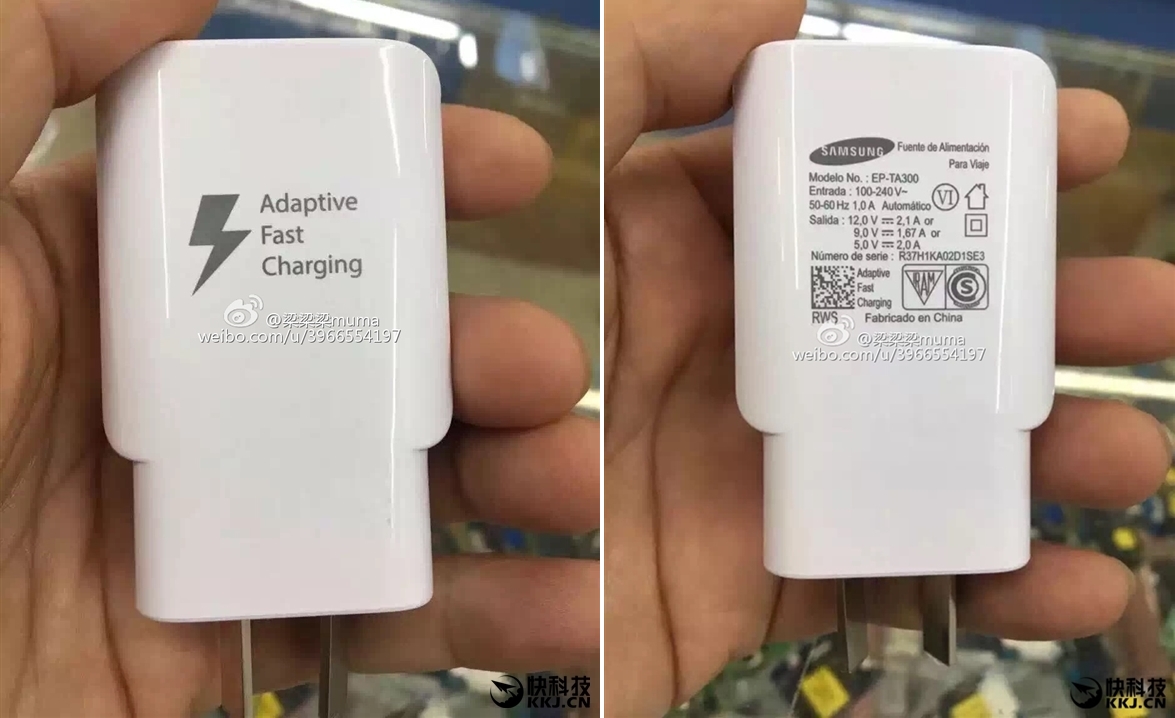 Adaptive
Fast
Charging
@梁梁梁muma
weibo.com/u/3966554197
快科技
KKJ.CN
SAMSUNG Fuente de Alimentación
Para Viaje
Modelo No. : EP-TA300
Entrada : 100-240V~
50-60Hz 1,0 A Automático
VI
Salida : 12,0 V ⎓ 2,1 A or
9,0 V ⎓ 1,67 A or
5,0 V ⎓ 2,0 A
Número de serie : R37H1KA02D1SE3
Adaptive
Fast
Charging
IRAM
S
RWS Fabricado en China
@梁梁梁muma
weibo.com/u/3966554197
快科技
KKJ.CN